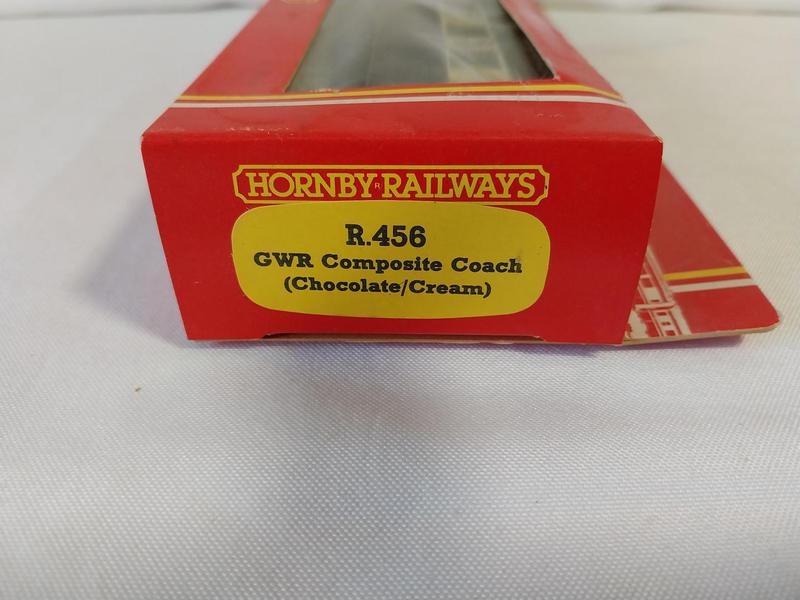 HORNBY® RAILWAYS
R.456
GWR Composite Coach
(Chocolate/Cream)